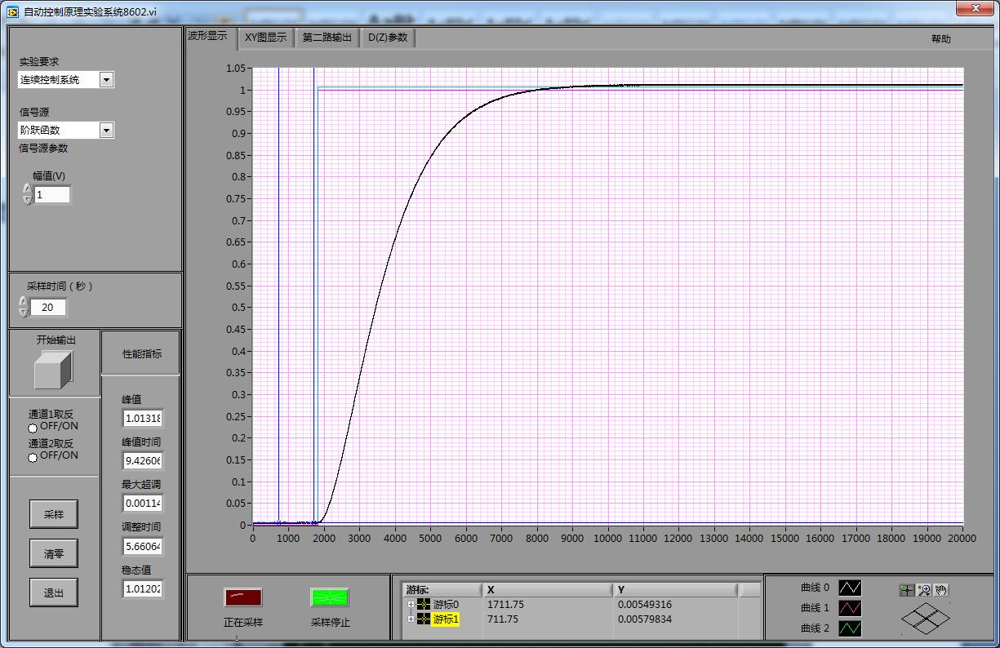 自动控制原理实验系统8602.vi
波形显示
XY图显示
第二路输出
D(Z)参数
帮助
实验要求
连续控制系统
信号源
阶跃函数
信号源参数
幅值(V)
1
采样时间（秒）
20
开始输出
通道1取反
OFF/ON
通道2取反
OFF/ON
采样
清零
退出
性能指标
峰值
1.01318
峰值时间
9.42606
最大超调
0.00114
调整时间
5.66064
稳态值
1.01202
1.05
1
0.95
0.9
0.85
0.8
0.75
0.7
0.65
0.6
0.55
0.5
0.45
0.4
0.35
0.3
0.25
0.2
0.15
0.1
0.05
0
0 1000 2000 3000 4000 5000 6000 7000 8000 9000 10000 11000 12000 13000 14000 15000 16000 17000 18000 19000 20000
正在采样
采样停止
游标: X Y
游标0 1711.75 0.00549316
游标1 711.75 0.00579834
曲线 0
曲线 1
曲线 2